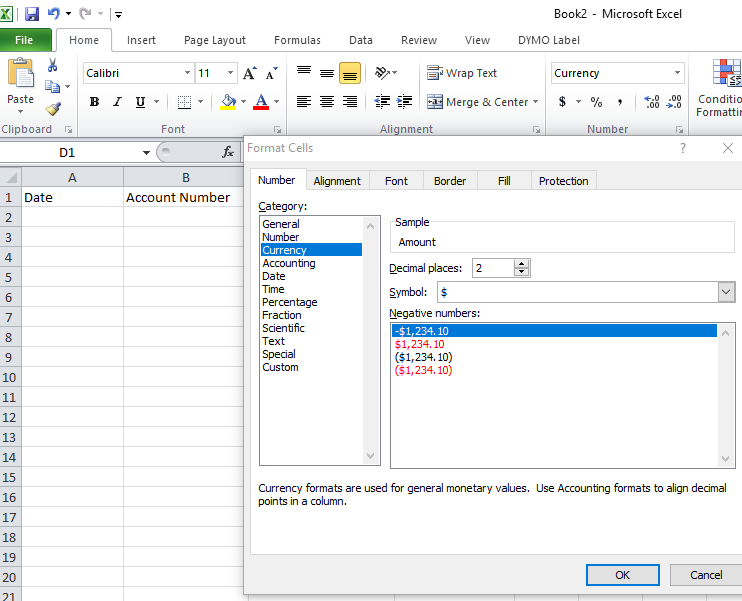 Book2 - Microsoft Excel
File Home Insert Page Layout Formulas Data Review View DYMO Label
Calibri 11 A A Wrap Text Currency
Paste B I U A Merge & Center $ % , .00 .00 Conditio
Formattin
Clipboard Font Alignment Number
D1 fx
Format Cells ?
A B
1 Date Account Number
2
3
4
5
6
7
8
9
10
11
12
13
14
15
16
17
18
19
20
21
Number Alignment Font Border Fill Protection
Category:
General
Number
Currency
Accounting
Date
Time
Percentage
Fraction
Scientific
Text
Special
Custom
Sample
Amount
Decimal places: 2
Symbol: $
Negative numbers:
-$1,234.10
$1,234.10
($1,234.10)
($1,234.10)
Currency formats are used for general monetary values. Use Accounting formats to align decimal
points in a column.
OK Cancel